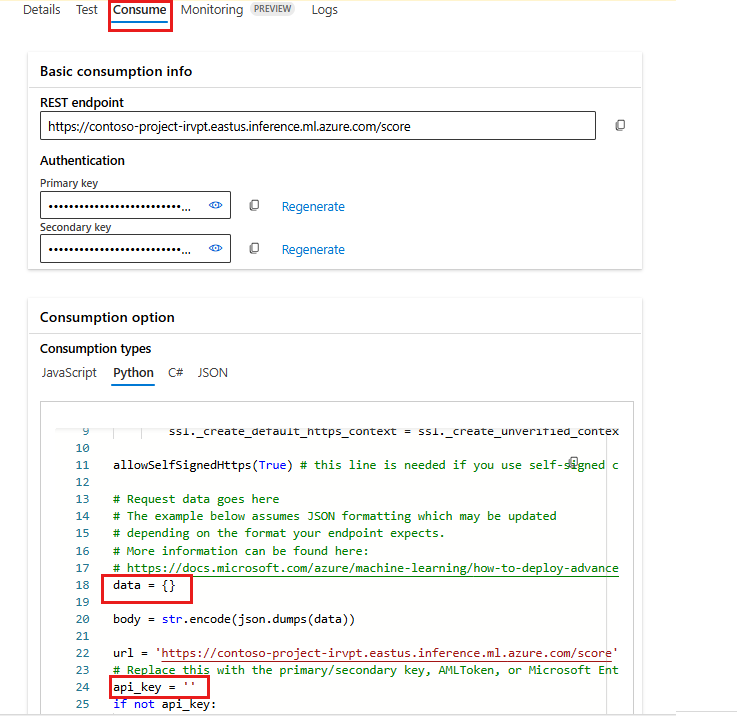 Details Test Consume Monitoring PREVIEW Logs
Basic consumption info
REST endpoint
https://contoso-project-irvpt.eastus.inference.ml.azure.com/score
Authentication
Primary key
••••••••••••••••••••••••••... Regenerate
Secondary key
••••••••••••••••••••••••••... Regenerate
Consumption option
Consumption types
JavaScript Python C# JSON
9 ssl._create_default_https_context = ssl._create_unverified_contex
10
11 allowSelfSignedHttps(True) # this line is needed if you use self-signed c
12
13 # Request data goes here
14 # The example below assumes JSON formatting which may be updated
15 # depending on the format your endpoint expects.
16 # More information can be found here:
17 # https://docs.microsoft.com/azure/machine-learning/how-to-deploy-advance
18 data = {}
19
20 body = str.encode(json.dumps(data))
21
22 url = 'https://contoso-project-irvpt.eastus.inference.ml.azure.com/score'
23 # Replace this with the primary/secondary key, AMLToken, or Microsoft Ent
24 api_key = ''
25 if not api_key: